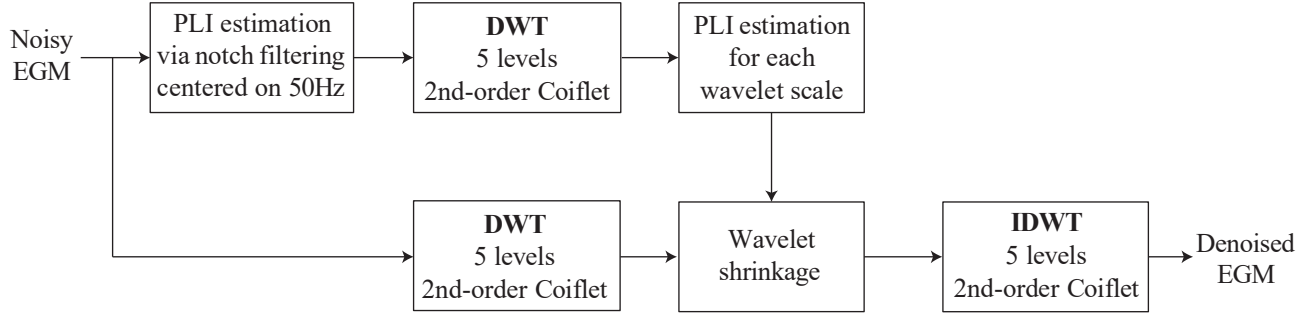 Noisy
EGM
PLI estimation
via notch filtering
centered on 50Hz
DWT
5 levels
2nd-order Coiflet
PLI estimation
for each
wavelet scale
DWT
5 levels
2nd-order Coiflet
Wavelet
shrinkage
IDWT
5 levels
2nd-order Coiflet
Denoised
EGM